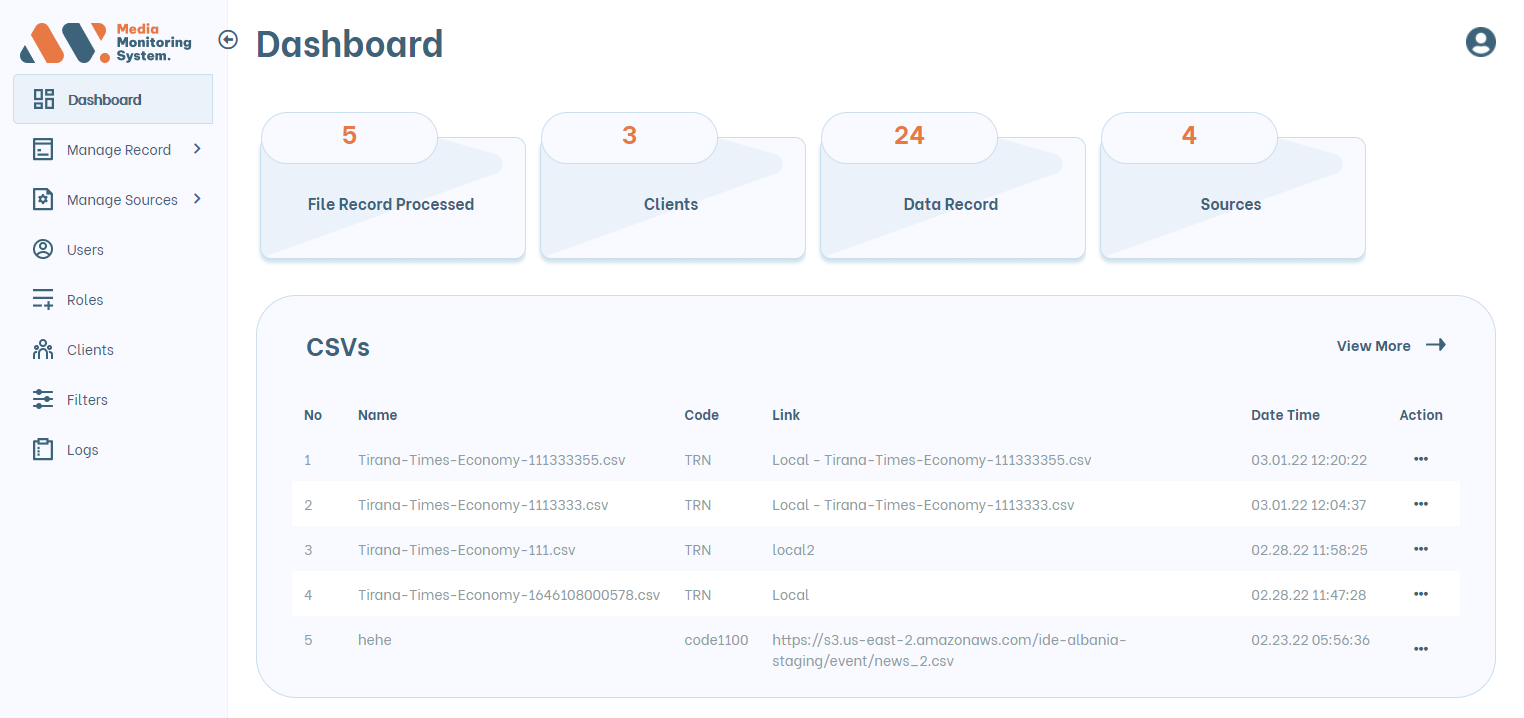 Media
Monitoring
System.
Dashboard
Dashboard
Manage Record
Manage Sources
Users
Roles
Clients
Filters
Logs
5
File Record Processed
3
Clients
24
Data Record
4
Sources
CSVs
View More
No Name Code Link Date Time Action
1 Tirana-Times-Economy-111333355.csv TRN Local - Tirana-Times-Economy-111333355.csv 03.01.22 12:20:22
2 Tirana-Times-Economy-1113333.csv TRN Local - Tirana-Times-Economy-1113333.csv 03.01.22 12:04:37
3 Tirana-Times-Economy-111.csv TRN local2 02.28.22 11:58:25
4 Tirana-Times-Economy-1646108000578.csv TRN Local 02.28.22 11:47:28
5 hehe code1100 https://s3.us-east-2.amazonaws.com/ide-albania- 02.23.22 05:56:36
staging/event/news_2.csv